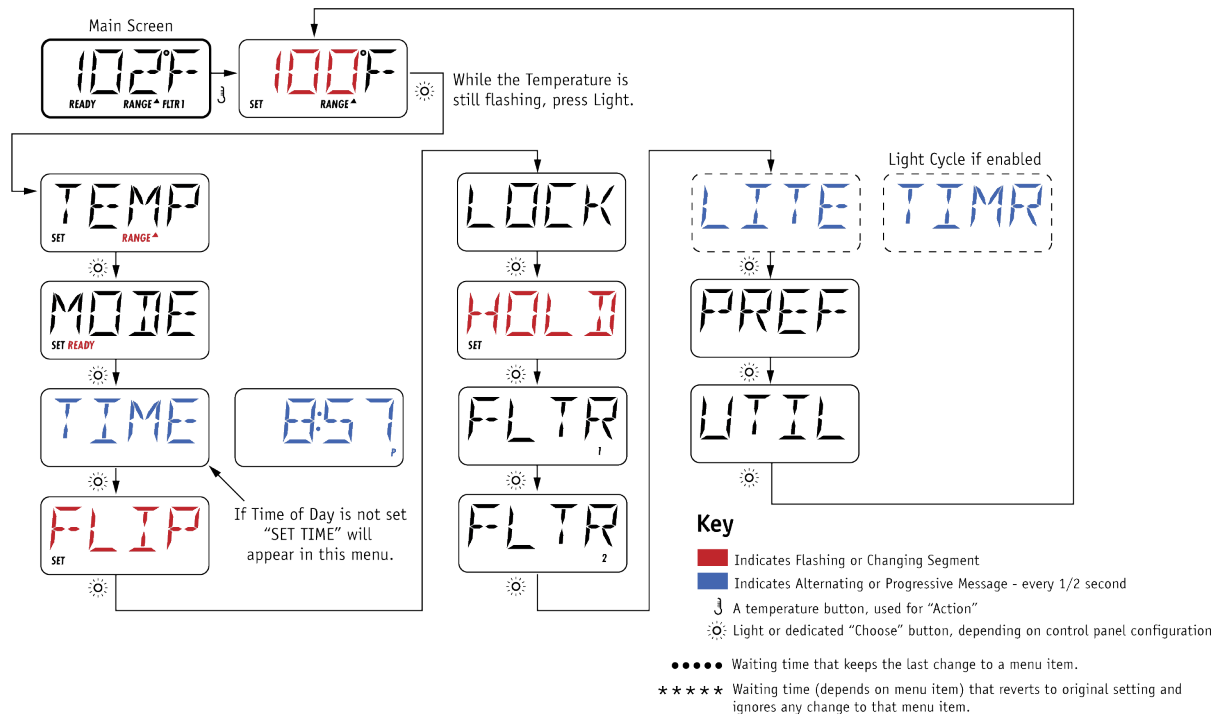 Main Screen
102°F
READY RANGE FLTR1
100°F
SET RANGE
While the Temperature is
still flashing, press Light.
TEMP
SET RANGE
MODE
SET READY
TIME
8:57
P
If Time of Day is not set
“SET TIME” will
appear in this menu.
FLIP
SET
LOCK
HOLD
SET
FLTR
1
FLTR
2
Light Cycle if enabled
LITE
TIMR
PREF
UTIL
Key
Indicates Flashing or Changing Segment
Indicates Alternating or Progressive Message - every 1/2 second
A temperature button, used for “Action”
Light or dedicated “Choose” button, depending on control panel configuration
••••• Waiting time that keeps the last change to a menu item.
***** Waiting time (depends on menu item) that reverts to original setting and
ignores any change to that menu item.